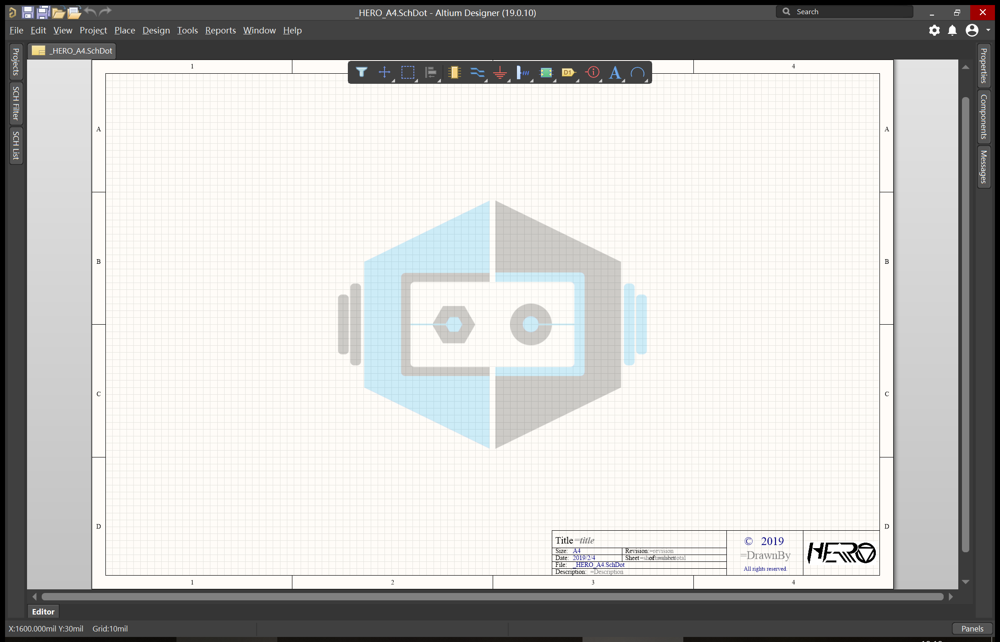 _HERO_A4.SchDot - Altium Designer (19.0.10)
Search
File Edit View Project Place Design Tools Reports Window Help
_HERO_A4.SchDot
Projects
SCH Filter
SCH List
Properties
Components
Messages
1 4
D1
A
A
A
B
B
C
C
D
D
Title =title
Size: A4 Revision: =revision
Date: 2019/2/4 Sheet of total
File: _HERO_A4.SchDot
Description: =Description
© 2019
=DrawnBy
All rights reserved.
HERO
1 2 3 4
Editor
X:1600.000mil Y:30mil Grid:10mil
Panels